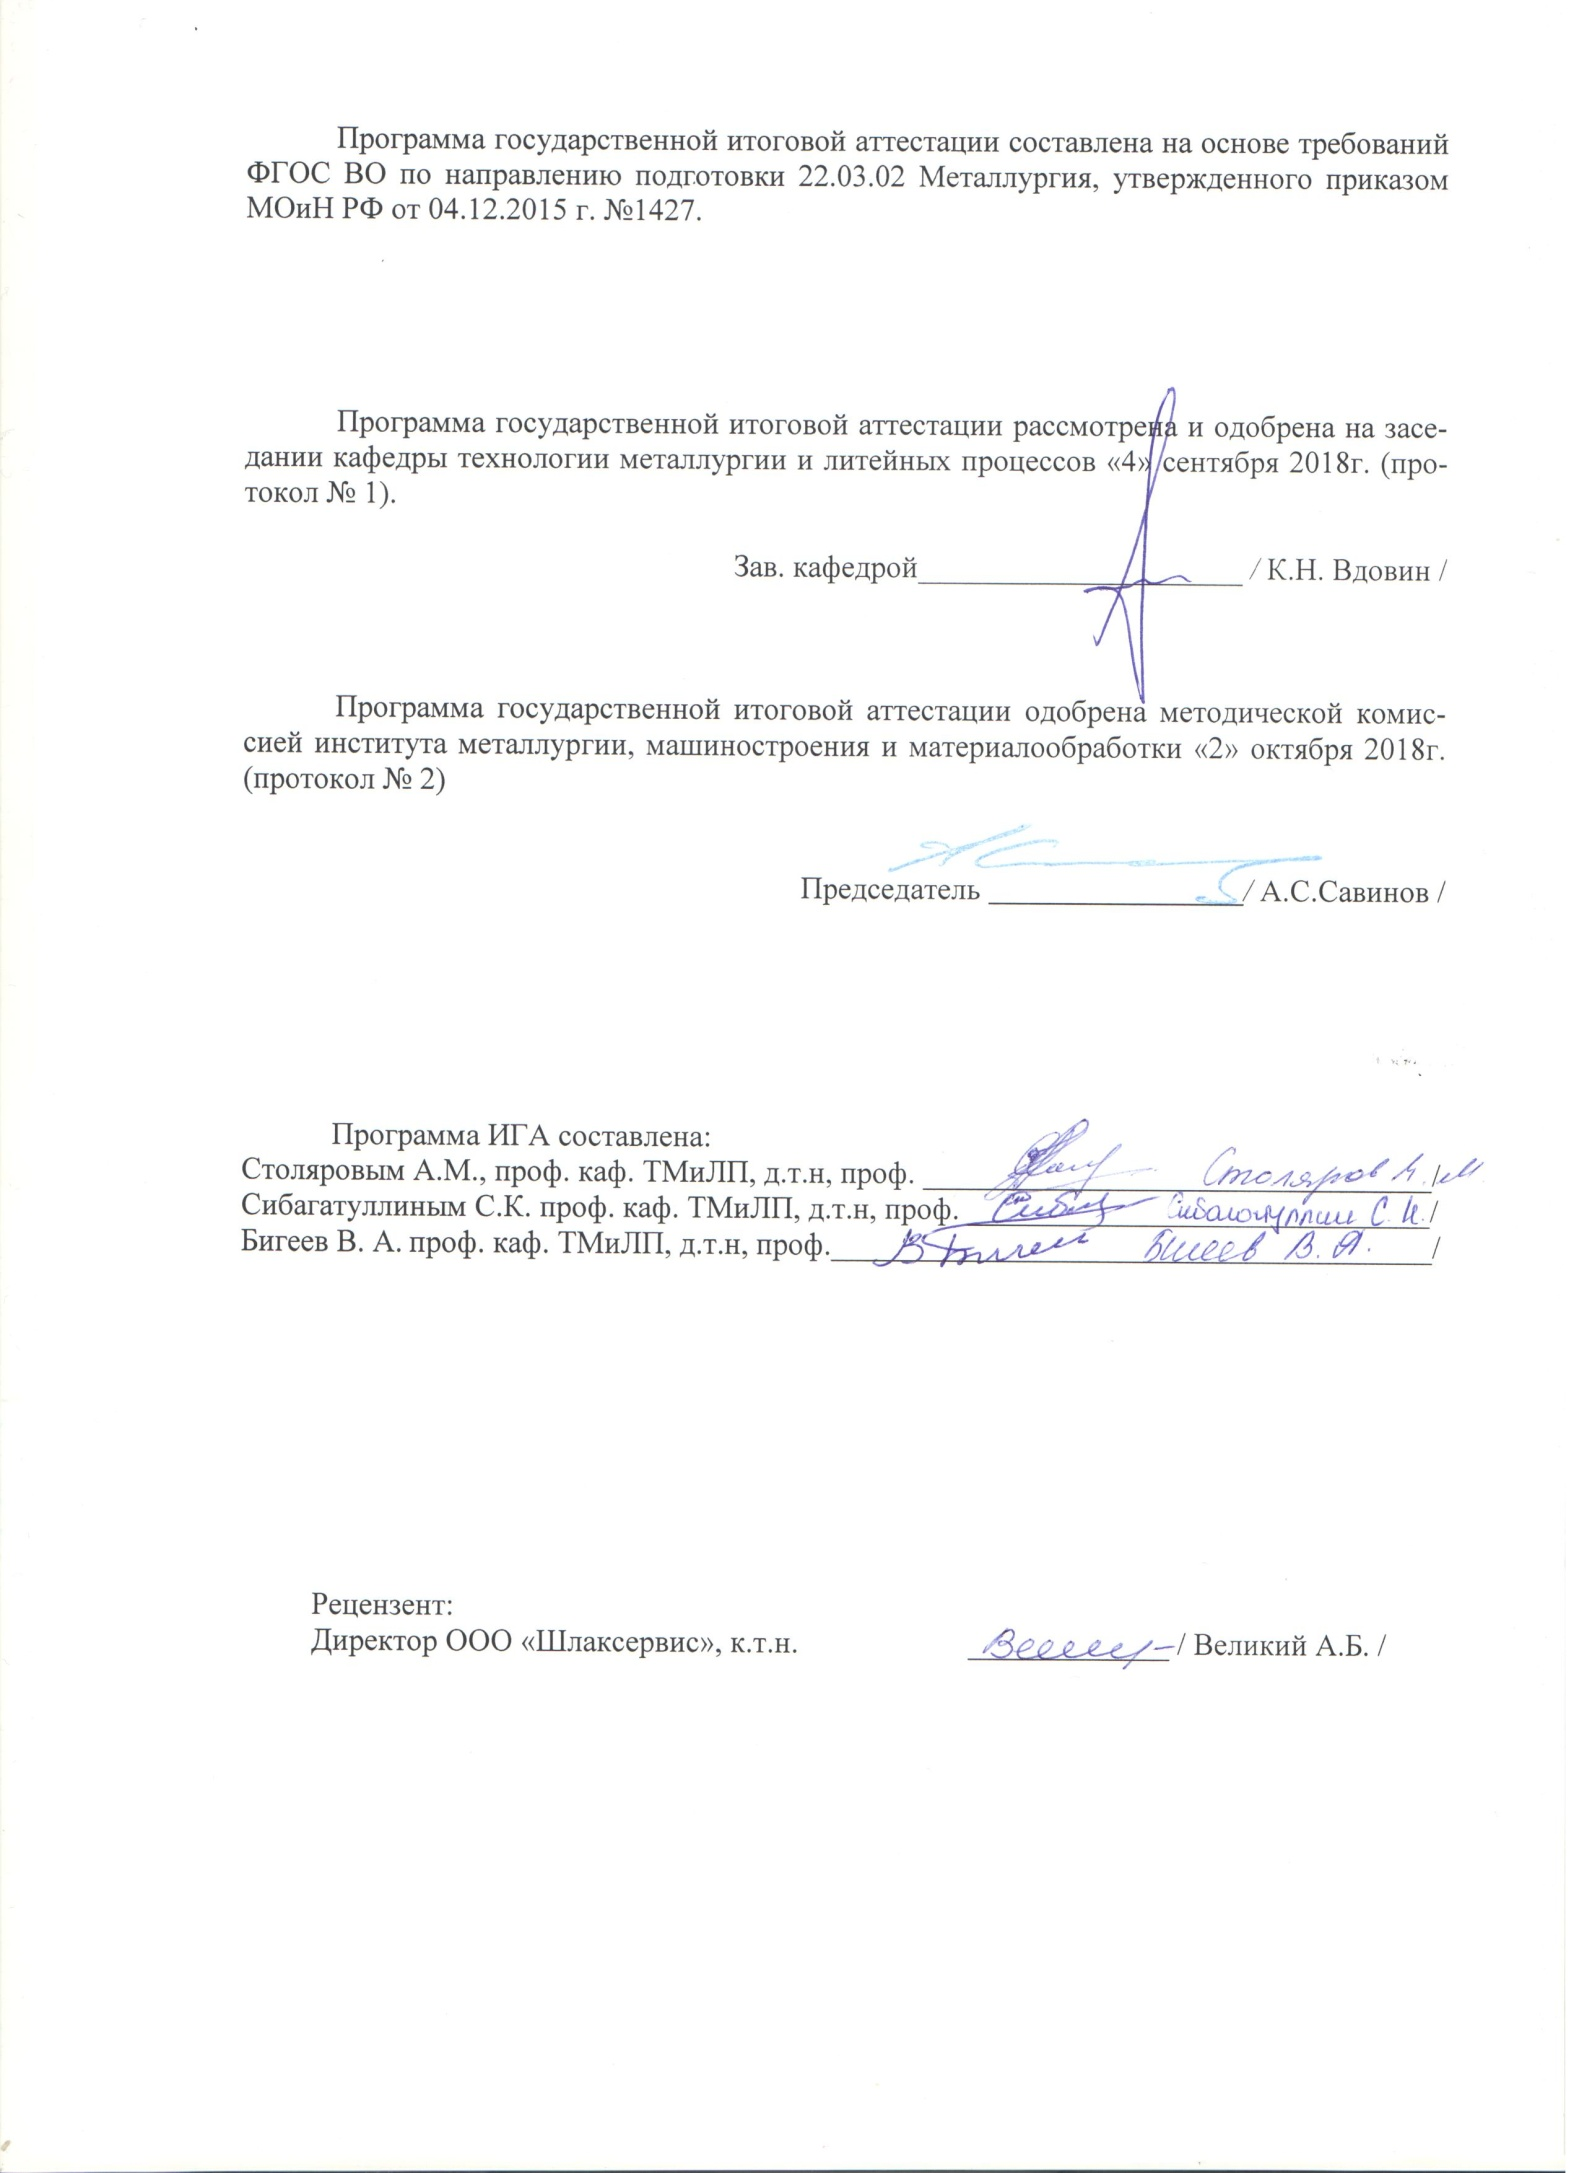 Программа государственной итоговой аттестации составлена на основе требований
ФГОС ВО по направлению подготовки 22.03.02 Металлургия, утвержденного приказом
МОиН РФ от 04.12.2015 г. №1427.
Программа государственной итоговой аттестации рассмотрена и одобрена на засе-
дании кафедры технологии металлургии и литейных процессов «4» сентября 2018г. (про-
токол № 1).
Зав. кафедрой____________________ / К.Н. Вдовин /
Программа государственной итоговой аттестации одобрена методической комис-
сией института металлургии, машиностроения и материалообработки «2» октября 2018г.
(протокол № 2)
Председатель ________________/ А.С.Савинов /
Программа ИГА составлена:
Столяровым А.М., проф. каф. ТМиЛП, д.т.н, проф. Столяров А.М /
Сибагатуллиным С.К. проф. каф. ТМиЛП, д.т.н, проф. Сибагатуллин С.К. /
Бигеев В. А. проф. каф. ТМиЛП, д.т.н, проф. Бигеев В.А. /
Рецензент:
Директор ООО «Шлаксервис», к.т.н. ____________ / Великий А.Б. /